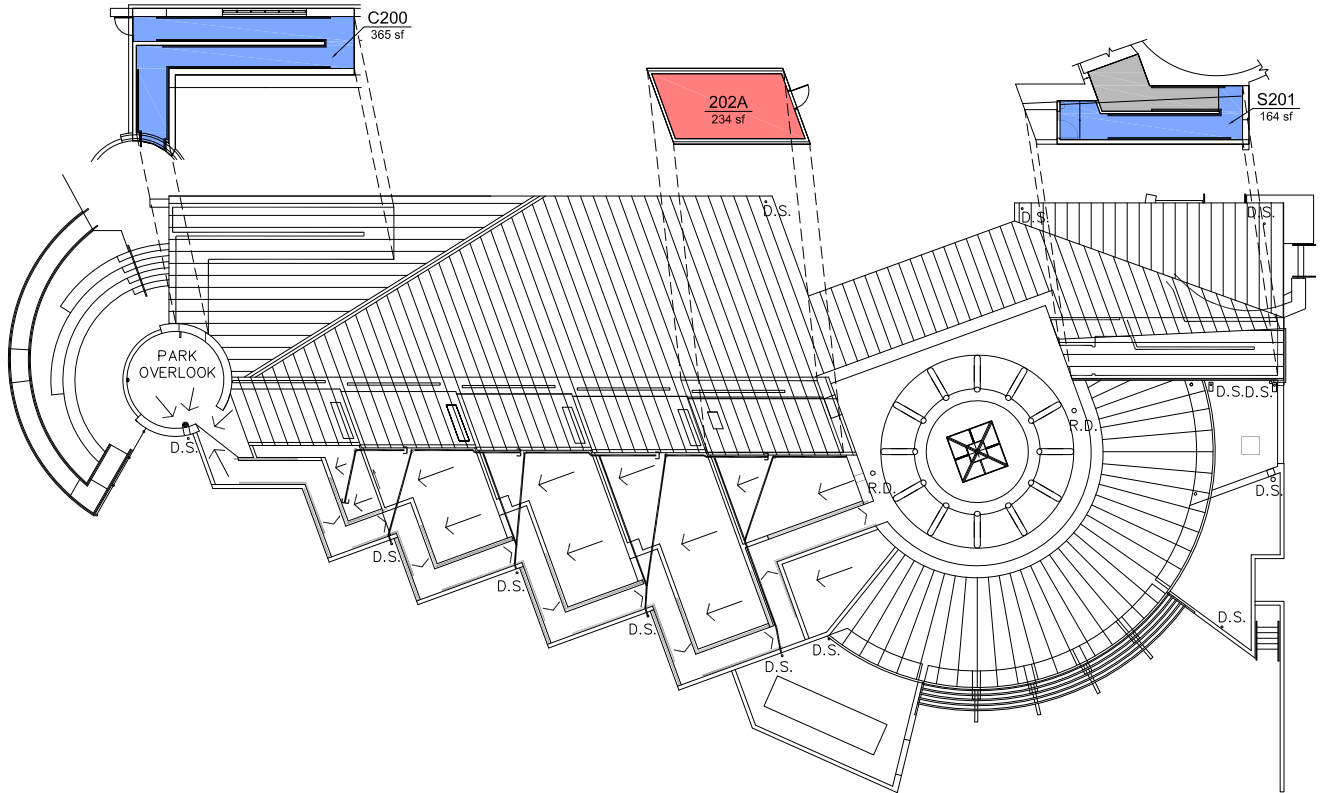 C200
365 sf
202A
234 sf
S201
164 sf
D.S.
D.S.
D.S.
PARK
OVERLOOK
D.S.D.S.
R.D.
D.S.
R.D.
D.S.
D.S.
D.S.
D.S.
D.S.
D.S.
D.S.